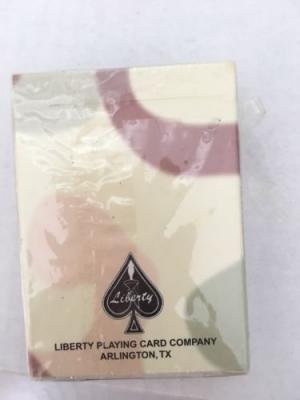 Liberty
LIBERTY PLAYING CARD COMPANY
ARLINGTON, TX